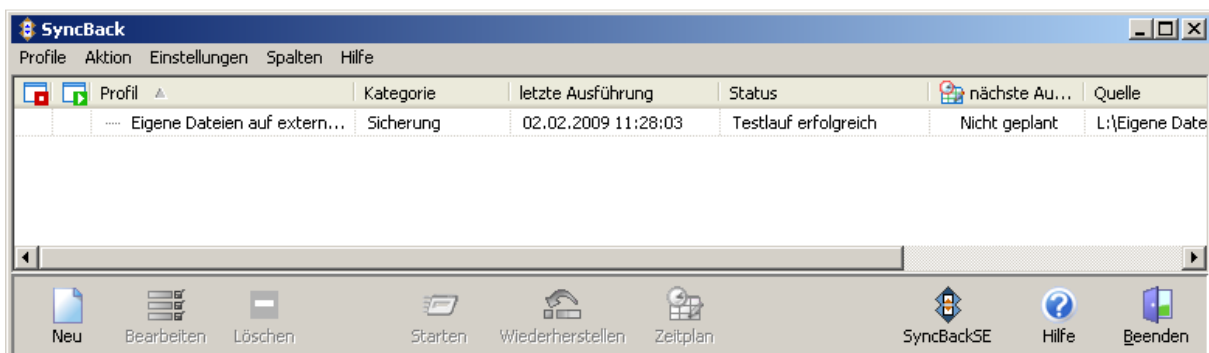 SyncBack
Profile Aktion Einstellungen Spalten Hilfe
Profil Kategorie letzte Ausführung Status nächste Au... Quelle
Eigene Dateien auf extern... Sicherung 02.02.2009 11:28:03 Testlauf erfolgreich Nicht geplant L:\Eigene Date
Neu Bearbeiten Löschen Starten Wiederherstellen Zeitplan SyncBackSE Hilfe Beenden